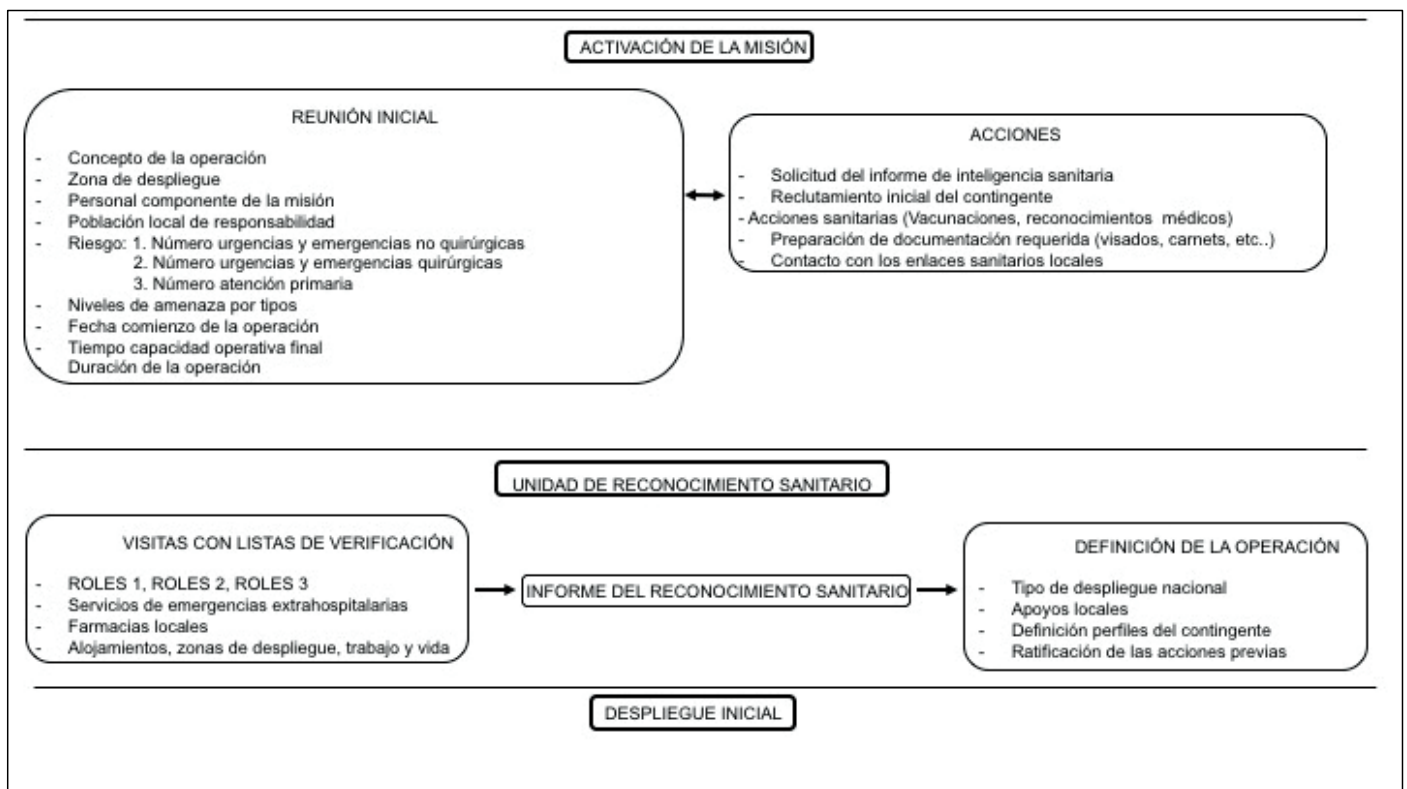 ACTIVACIÓN DE LA MISIÓN
REUNIÓN INICIAL
- Concepto de la operación
- Zona de despliegue
- Personal componente de la misión
- Población local de responsabilidad
- Riesgo: 1. Número urgencias y emergencias no quirúrgicas
2. Número urgencias y emergencias quirúrgicas
3. Número atención primaria
- Niveles de amenaza por tipos
- Fecha comienzo de la operación
- Tiempo capacidad operativa final
- Duración de la operación
ACCIONES
- Solicitud del informe de inteligencia sanitaria
- Reclutamiento inicial del contingente
- Acciones sanitarias (Vacunaciones, reconocimientos médicos)
- Preparación de documentación requerida (visados, carnets, etc..)
- Contacto con los enlaces sanitarios locales
UNIDAD DE RECONOCIMIENTO SANITARIO
VISITAS CON LISTAS DE VERIFICACIÓN
- ROLES 1, ROLES 2, ROLES 3
- Servicios de emergencias extrahospitalarias
- Farmacias locales
- Alojamientos, zonas de despliegue, trabajo y vida
INFORME DEL RECONOCIMIENTO SANITARIO
DEFINICIÓN DE LA OPERACIÓN
- Tipo de despliegue nacional
- Apoyos locales
- Definición perfiles del contingente
- Ratificación de las acciones previas
DESPLIEGUE INICIAL